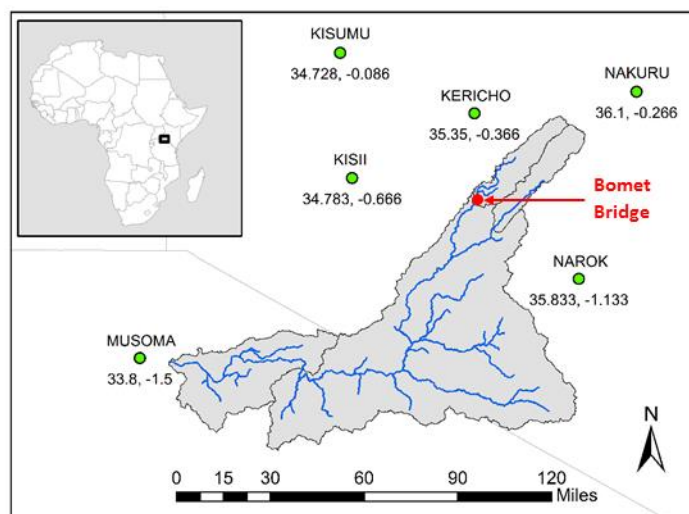 KISUMU
34.728, -0.086
NAKURU
36.1, -0.266
KERICHO
35.35, -0.366
KISII
34.783, -0.666
Bomet
Bridge
NAROK
35.833, -1.133
MUSOMA
33.8, -1.5
N
0 15 30 60 90 120
Miles